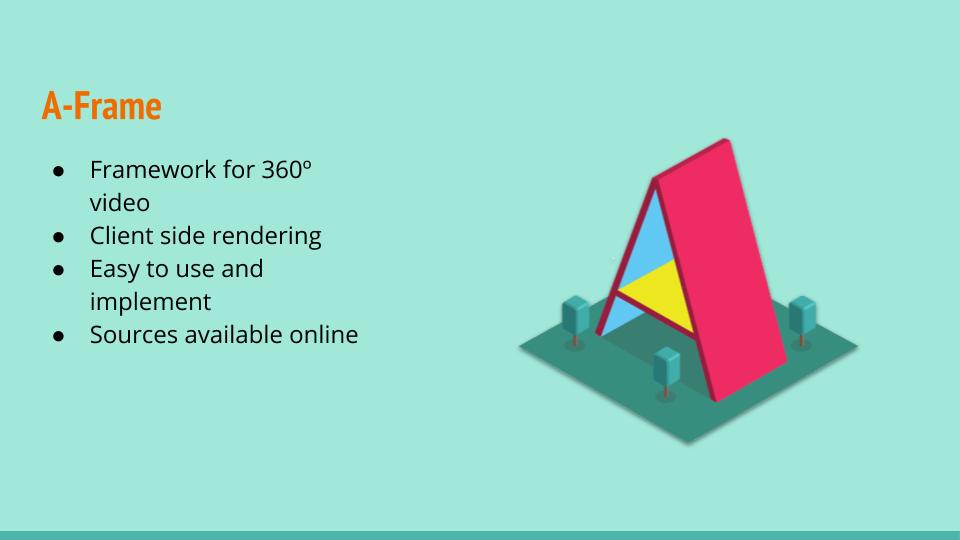 A-Frame
● Framework for 360º
video
● Client side rendering
● Easy to use and
implement
● Sources available online